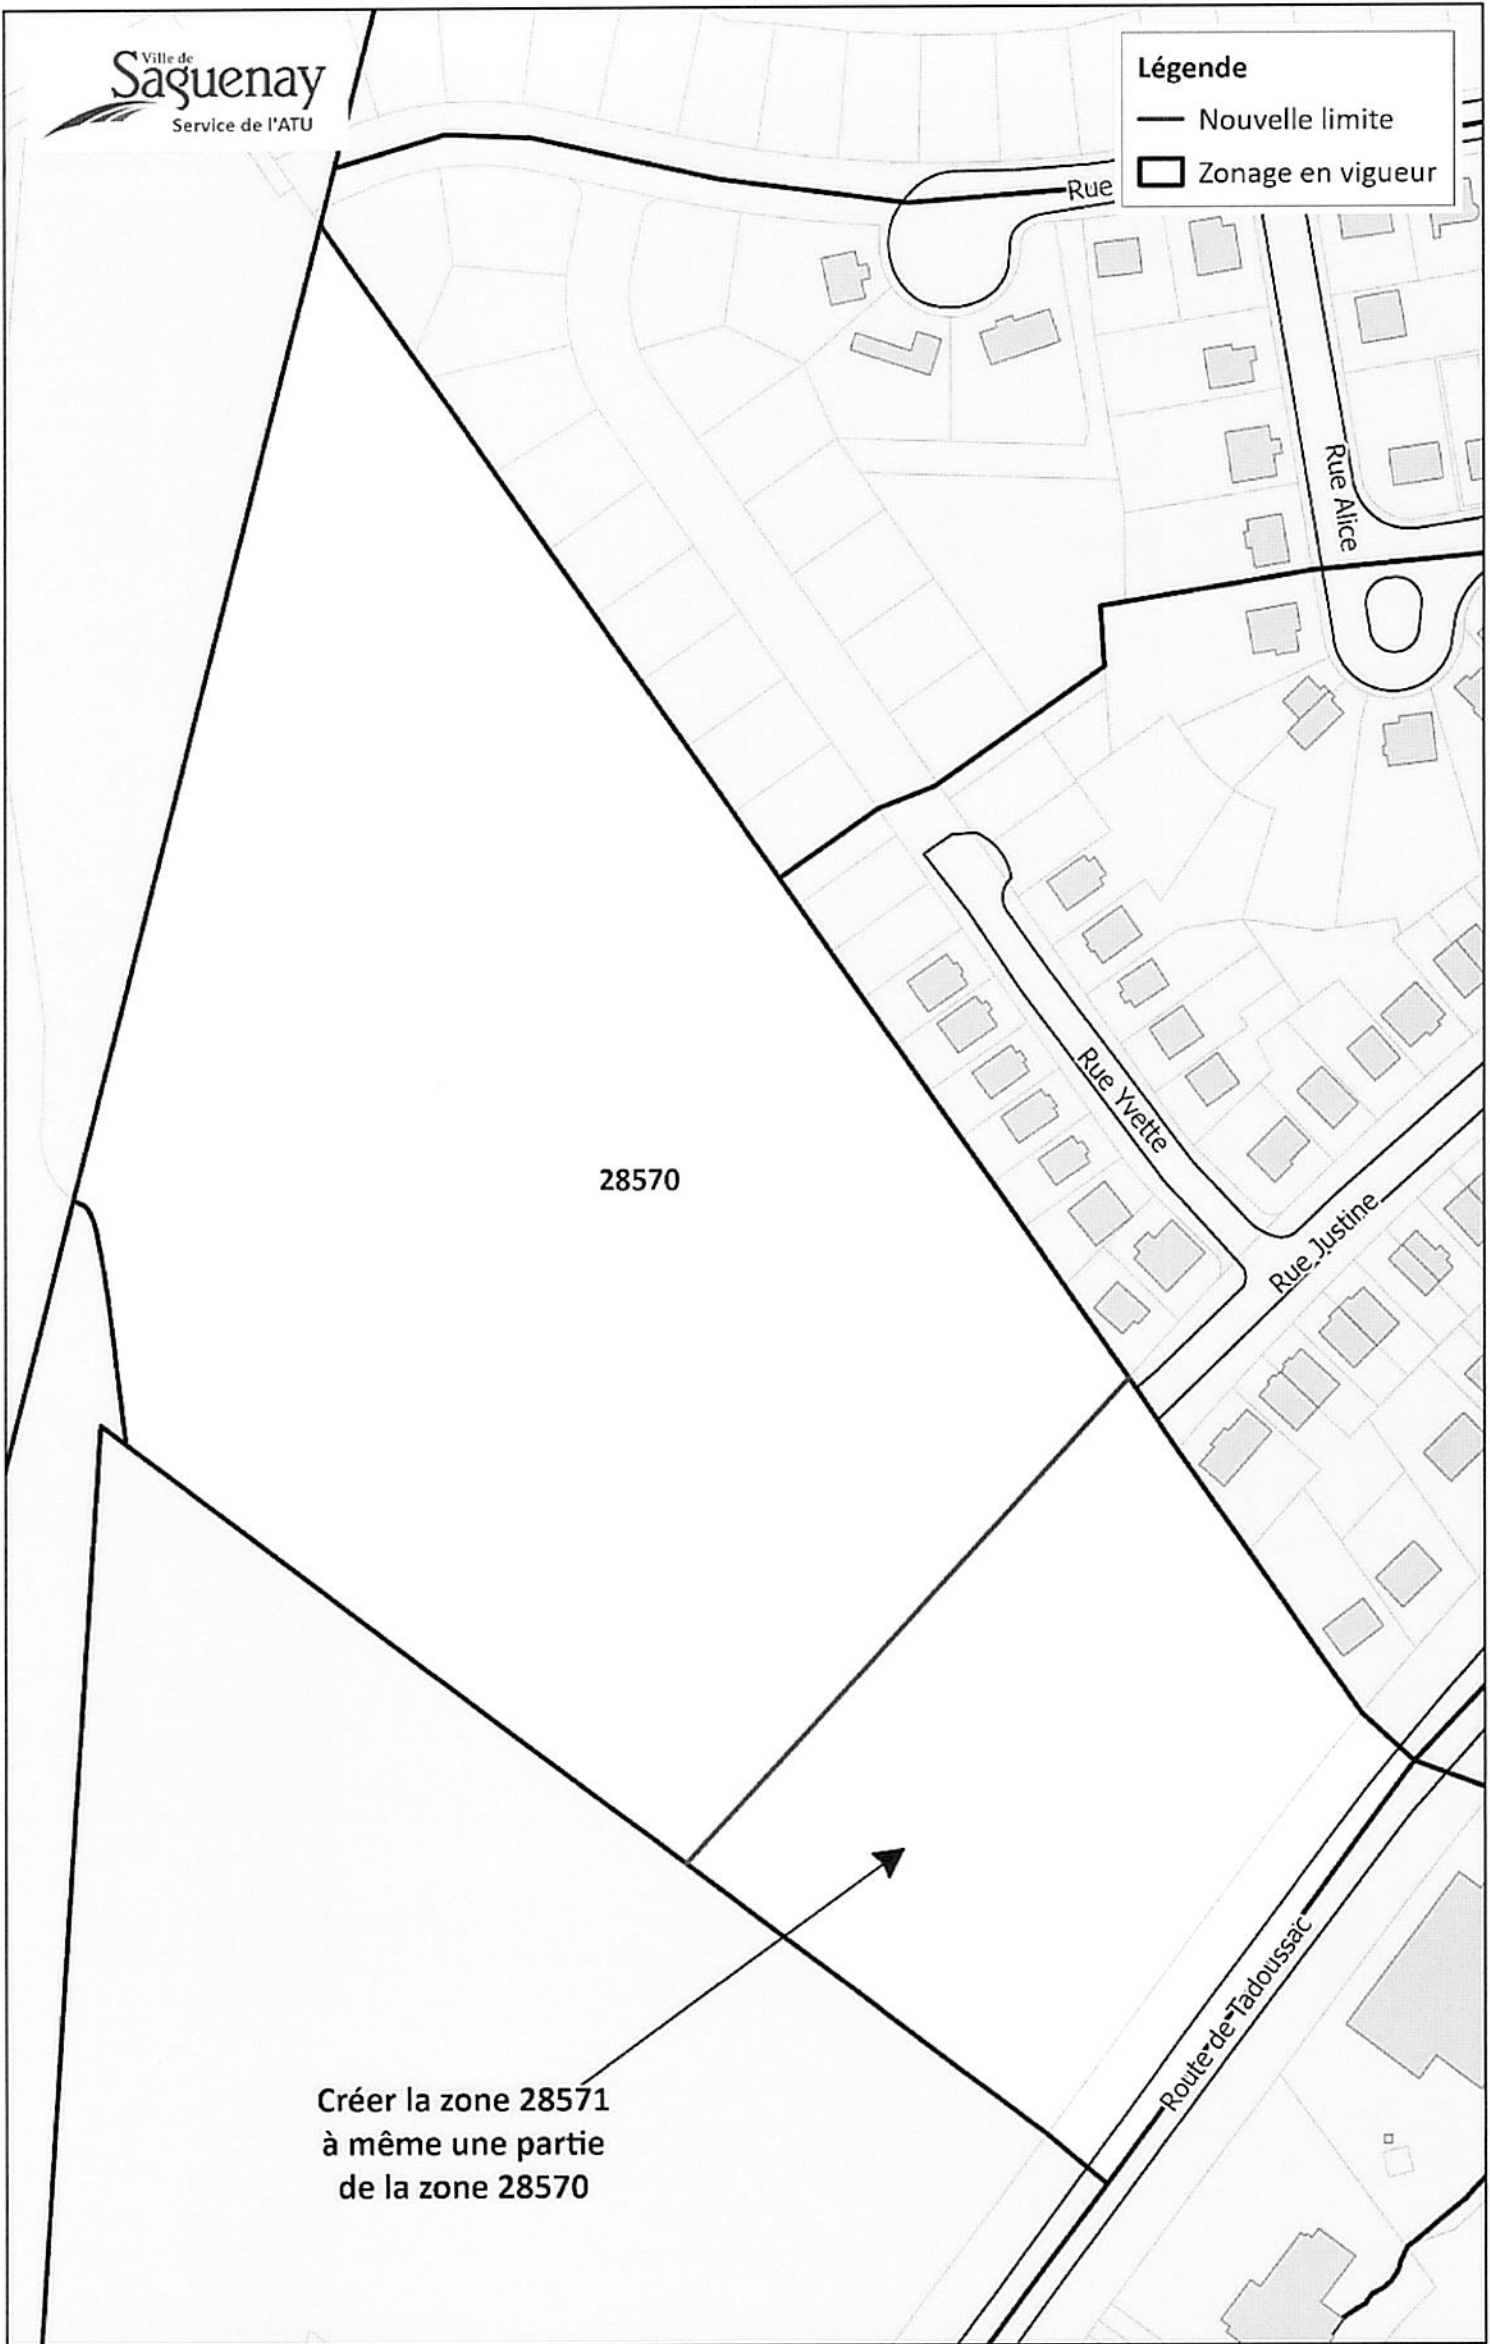 Ville de
Saguenay
Service de l'ATU
Légende
Nouvelle limite
Zonage en vigueur
Rue
Rue Alice
Rue Yvette
Rue Justine
28570
Route de Tadoussac
Créer la zone 28571
à même une partie
de la zone 28570